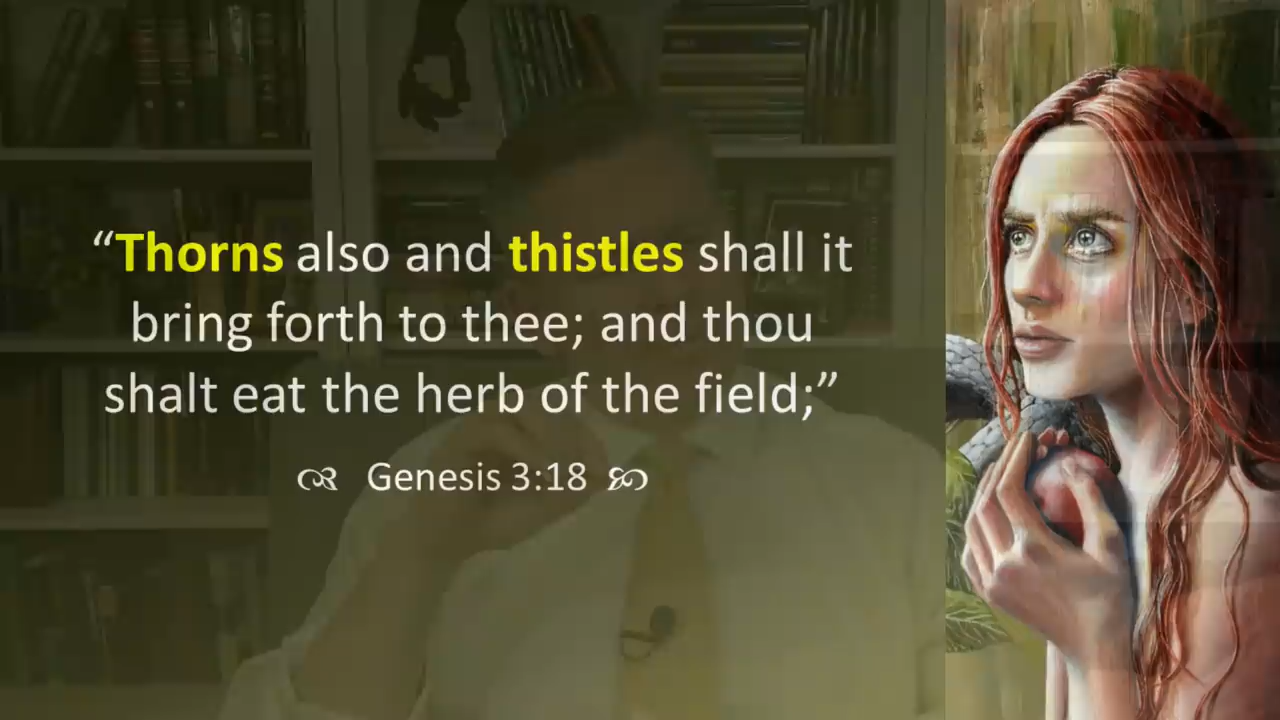 “Thorns also and thistles shall it
bring forth to thee; and thou
shalt eat the herb of the field;”
Genesis 3:18